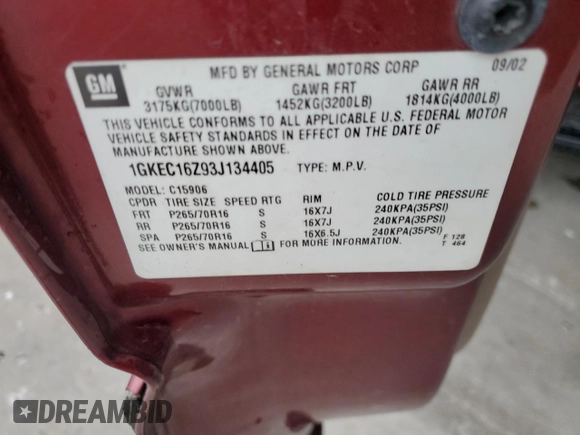 GM
MFD BY GENERAL MOTORS CORP 09/02
GVWR GAWR FRT GAWR RR
3175KG(7000LB) 1452KG(3200LB) 1814KG(4000LB)
THIS VEHICLE CONFORMS TO ALL APPLICABLE U.S. FEDERAL MOTOR
VEHICLE SAFETY STANDARDS IN EFFECT ON THE DATE OF
MANUFACTURE SHOWN ABOVE.
1GKEC16Z93J134405 TYPE: M.P.V.
MODEL: C15906
CPDR TIRE SIZE SPEED RTG RIM COLD TIRE PRESSURE
FRT P265/70R16 S 16X7J 240KPA(35PSI)
RR P265/70R16 S 16X7J 240KPA(35PSI)
SPA P265/70R16 S 16X6.5J 240KPA(35PSI)
SEE OWNER'S MANUAL FOR MORE INFORMATION. F 128
T 464
DREAMBID